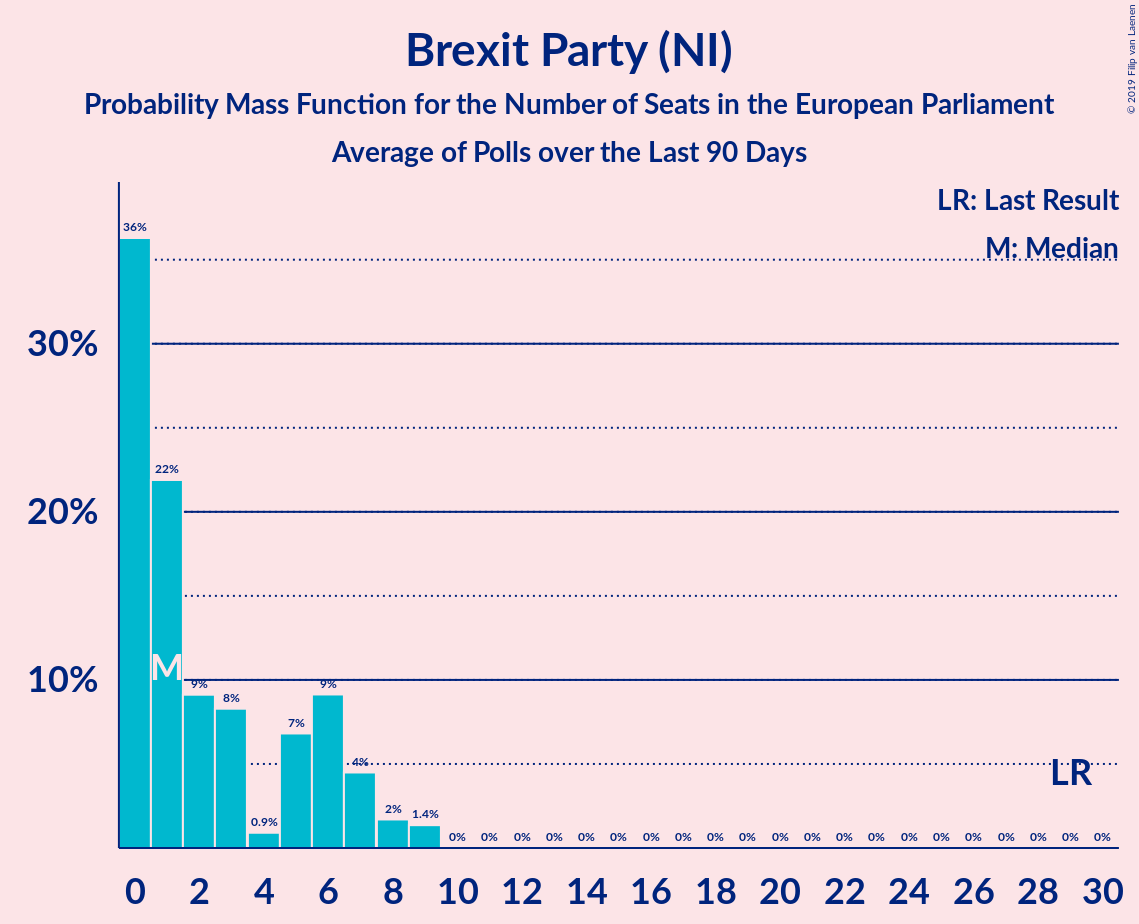 Brexit Party (NI)
Probability Mass Function for the Number of Seats in the European Parliament
Average of Polls over the Last 90 Days
© 2019 Filip van Laenen
LR: Last Result
M: Median
36%
30%
22%
20%
M
10%
9%
8%
0.9%
7%
9%
4%
2%
1.4%
0% 0% 0% 0% 0% 0% 0% 0% 0% 0% 0% 0% 0% 0% 0% 0% 0% 0% 0% 0% 0%
LR
0 2 4 6 8 10 12 14 16 18 20 22 24 26 28 30